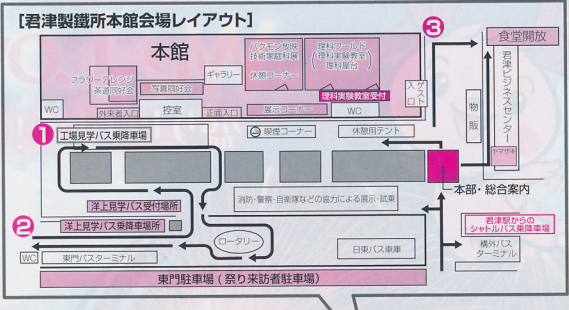 【君津製鐵所本館会場レイアウト】
本館
バクモン放映
技術家庭科展
休憩コーナー
理科ワールド
(理科実験教室
理科屋台)
理科実験教室受付
フラワーアレンジ
茶道同好会
写真同好会
ギャラリー
展示コーナー
WC
外来者入口
控室
正面入口
WC
ゲスト
入口
3
食堂開放
君津ビジネスセンター
物販
ヤマザキ
1
工場見学バス乗降車場
喫煙コーナー
休憩用テント
本部・総合案内
洋上見学バス受付場所
消防・警察・自衛隊などの協力による展示・試乗
2
洋上見学バス乗降車場所
ロータリー
君津駅からの
シャトルバス乗降車場
WC
東門バスターミナル
日東バス車庫
構外バス
ターミナル
東門駐車場(祭り来訪者駐車場)